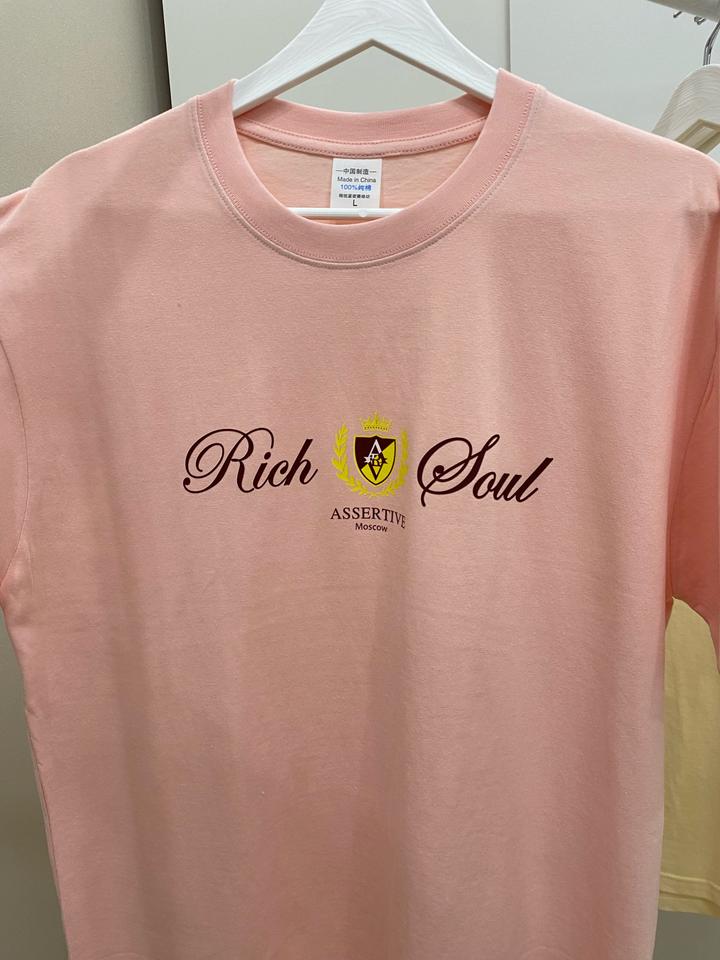 中国制造
Made in China
100%纯棉
L
Rich Soul
ASSERTIVE
Moscow